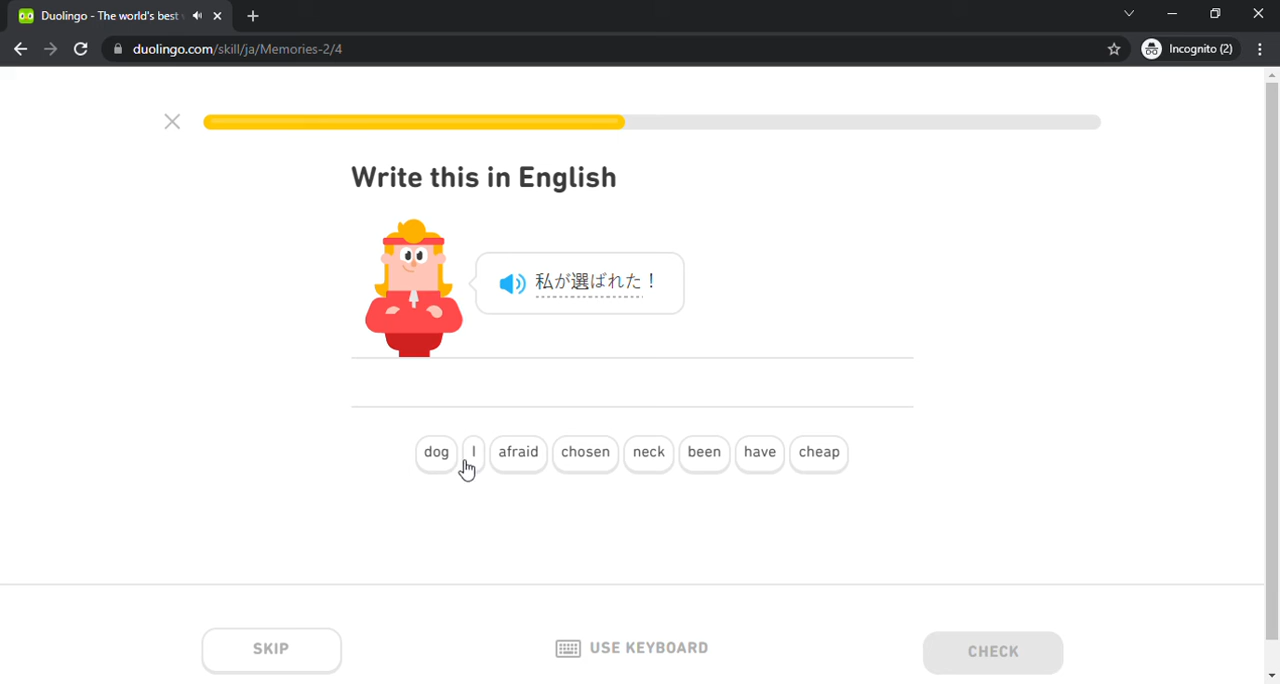 Duolingo - The world's best
duolingo.com/skill/ja/Memories-2/4
Incognito (2)
Write this in English
私が選ばれた！
dog I afraid chosen neck been have cheap
SKIP
USE KEYBOARD
CHECK